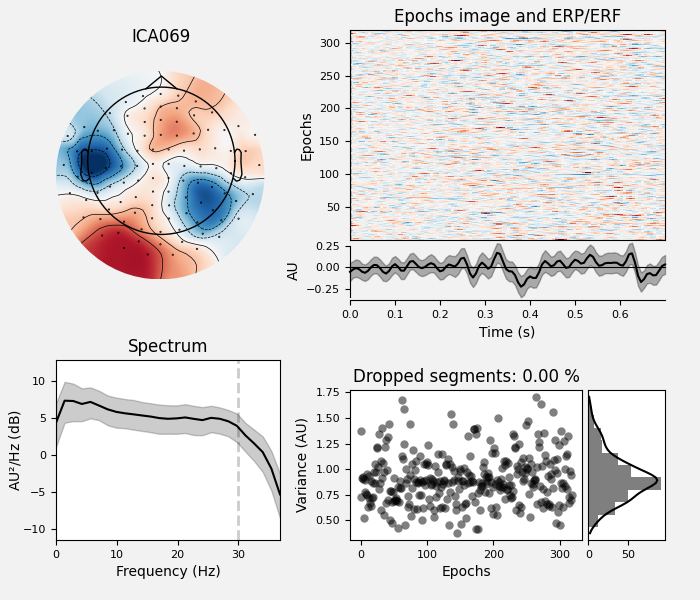 ICA069
Epochs image and ERP/ERF
300
250
200
150
100
50
Epochs
0.25
0.00
−0.25
AU
0.0 0.1 0.2 0.3 0.4 0.5 0.6
Time (s)
Spectrum
10
5
0
−5
−10
AU²/Hz (dB)
0 10 20 30
Frequency (Hz)
Dropped segments: 0.00 %
1.75
1.50
1.25
1.00
0.75
0.50
Variance (AU)
0 100 200 300
Epochs
0 50